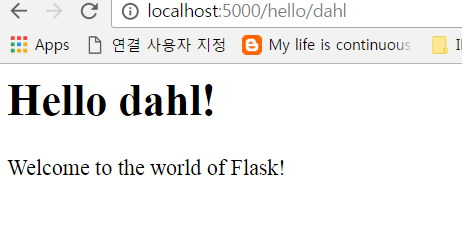 localhost:5000/hello/dahl
Apps 연결 사용자 지정 My life is continuous
Hello dahl!
Welcome to the world of Flask!